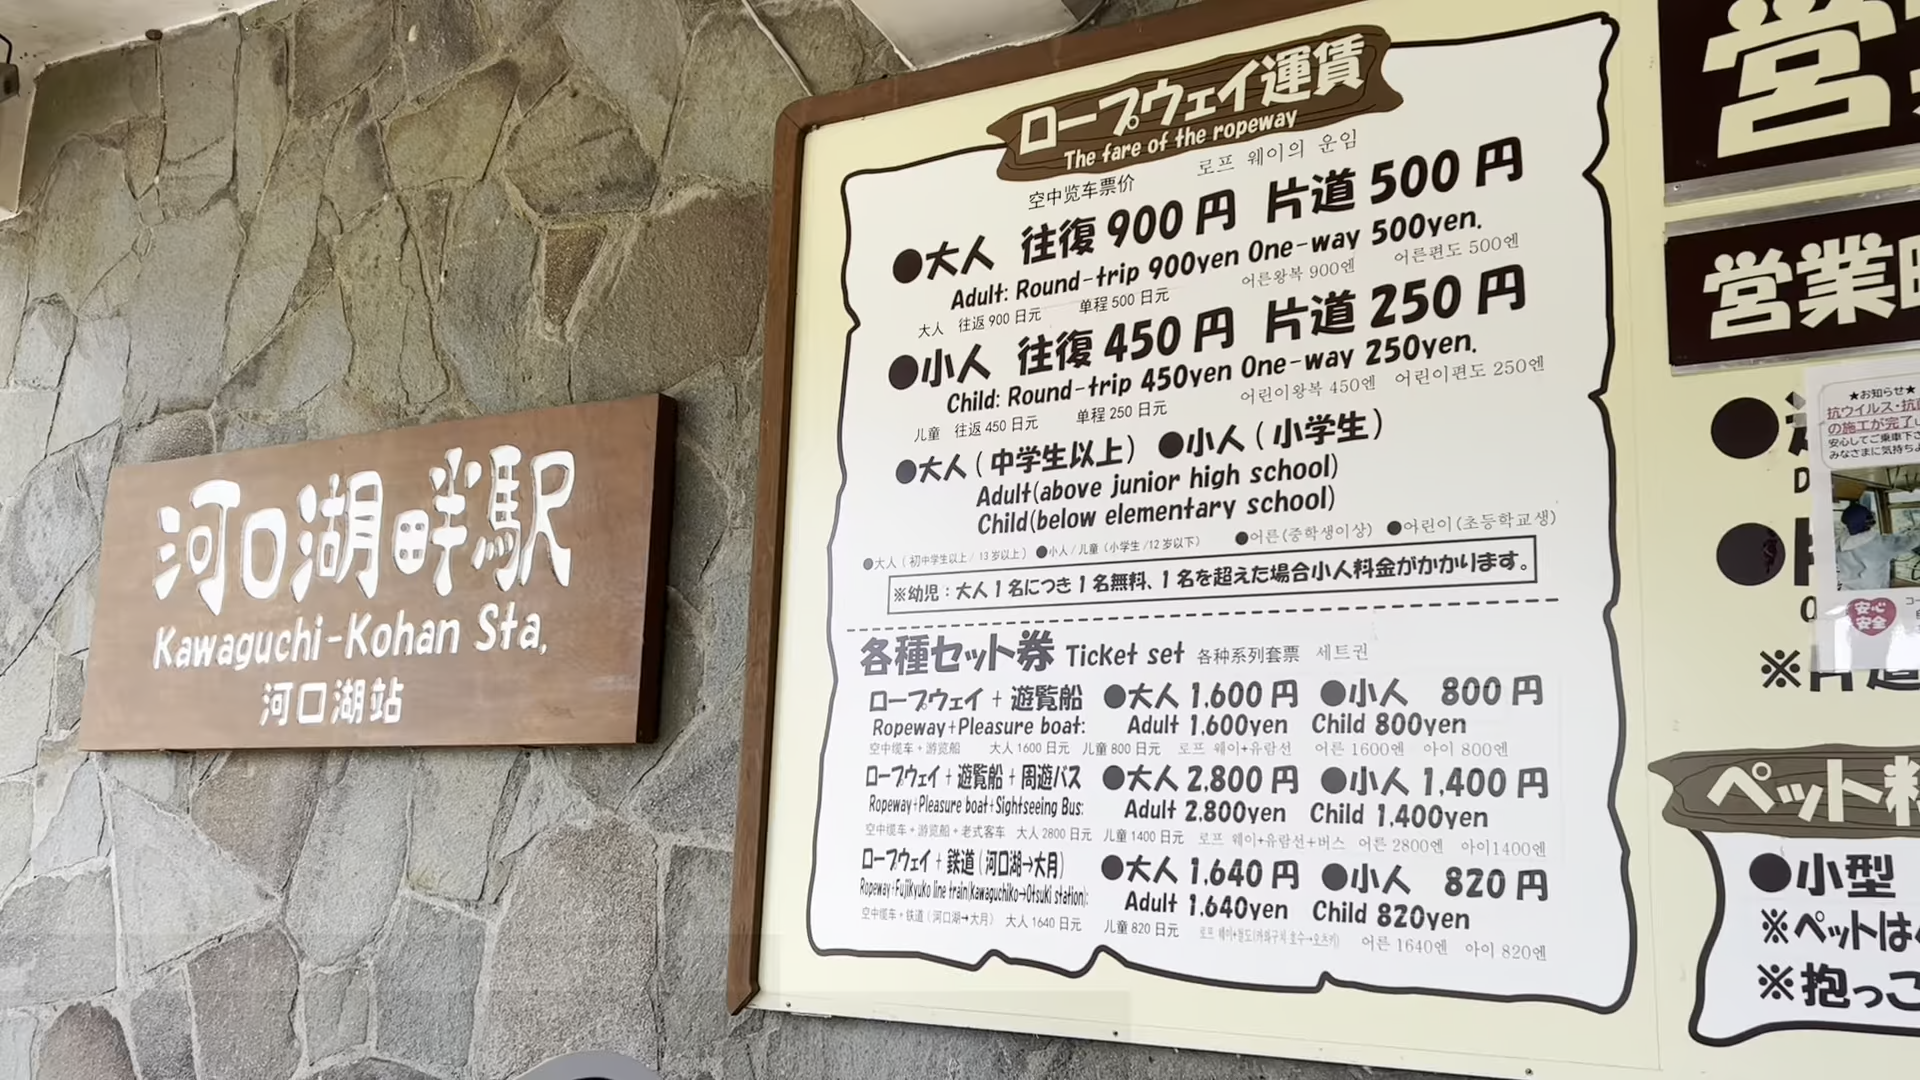 河口湖畔駅
Kawaguchi-Kohan Sta,
河口湖站
ロープウェイ運賃
The fare of the ropeway
空中览车票价 로프 웨이의 운임
●大人 往復 900 円 片道 500 円
Adult: Round-trip 900yen One-way 500yen.
大人 往返 900 日元 单程 500 日元 어른왕복 900엔 어른편도 500엔
●小人 往復 450 円 片道 250 円
Child: Round-trip 450yen One-way 250yen.
儿童 往返 450 日元 单程 250 日元 어린이왕복 450엔 어린이편도 250엔
●大人(中学生以上) ●小人(小学生)
Adult(above junior high school)
Child(below elementary school)
●大人(初中学生以上/13岁以上) ●小人/儿童(小学生/12岁以下) ●어른(중학생이상) ●어린이(초등학교생)
※幼児:大人1名につき1名無料、1名を超えた場合小人料金がかかります。
各種セット券 Ticket set 各种系列套票 세트권
ロープウェイ + 遊覧船 ●大人 1,600 円 ●小人 800 円
Ropeway+Pleasure boat: Adult 1,600yen Child 800yen
空中缆车 + 游览船 大人 1600 日元 儿童 800 日元 로프 웨이+유람선 어른 1600엔 아이 800엔
ロープウェイ + 遊覧船 + 周遊バス ●大人 2,800 円 ●小人 1,400 円
Ropeway+Pleasure boat+Sightseeing Bus: Adult 2,800yen Child 1,400yen
空中缆车 + 游览船 + 老式客车 大人 2800 日元 儿童 1400 日元 로프 웨이+유람선+버스 어른 2800엔 아이1400엔
ロープウェイ + 鉄道(河口湖→大月) ●大人 1,640 円 ●小人 820 円
Ropeway+Fujikyuko line train(Kawaguchiko→Otsuki station): Adult 1,640yen Child 820yen
空中缆车 + 铁道(河口湖→大月) 大人 1640 日元 儿童 820 日元 어른 1640엔 아이 820엔
営
営業
★お知らせ★
抗ウイルス・抗
の施工が完了
安心してご乗車下さ
みなさまに気持ちよ
安心
安全
※片道
ペット料
●小型
※ペットは
※抱っこ